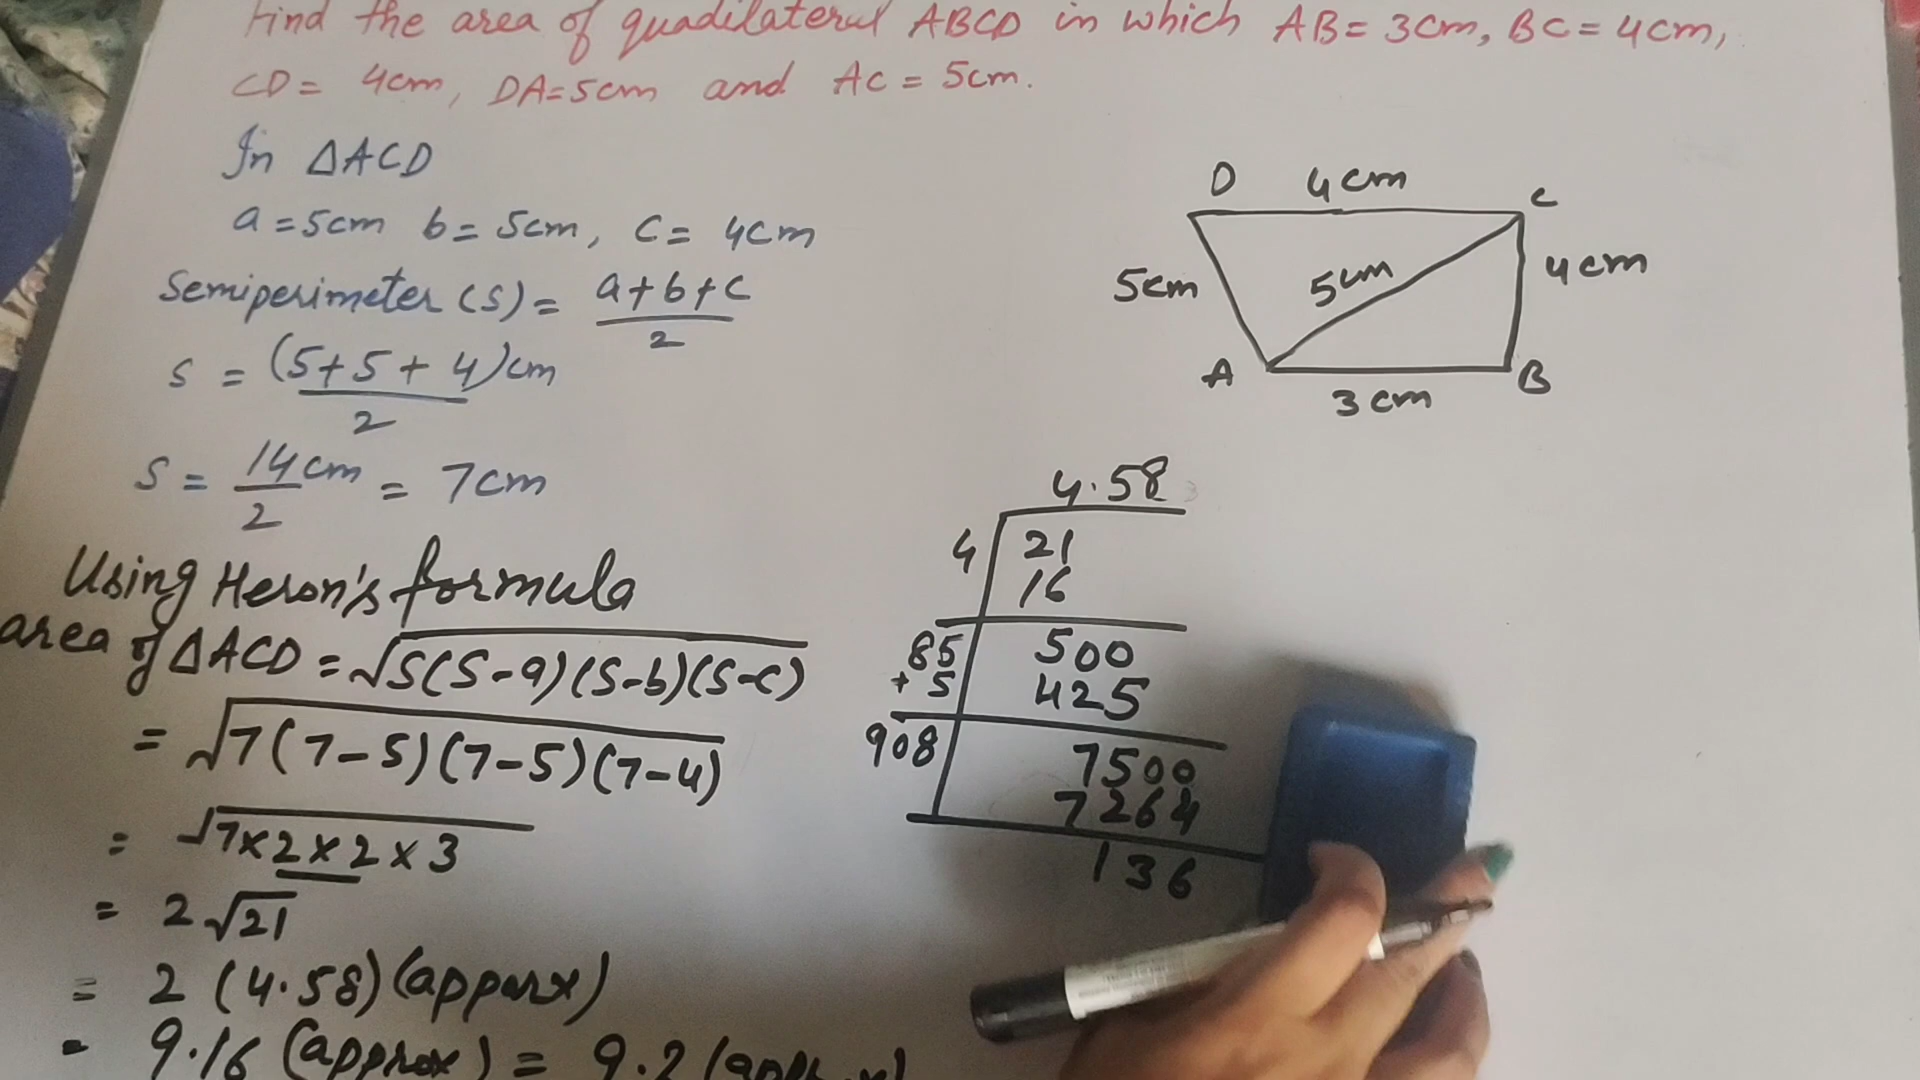 Find the area of quadilaterul ABCD in which AB = 3cm, BC = 4cm,
CD = 4cm, DA=5cm and AC = 5cm.
In △ACD
a = 5cm b = 5cm, c = 4cm
Semiperimeter (S) = a+b+c
2
S = (5+5+4)cm
2
S = 14cm = 7cm
2
Using Heron's formula
area of △ACD = √S(S-a)(S-b)(S-c)
= √7(7-5)(7-5)(7-4)
= √7×2×2×3
= 2√21
= 2 (4.58) (apporx)
= 9.16 (approx) = 9.2
D 4cm C
5cm 5cm 4cm
A B
3cm
4.58
4 21
16
85 500
+ 5 425
908 7500
7264
136